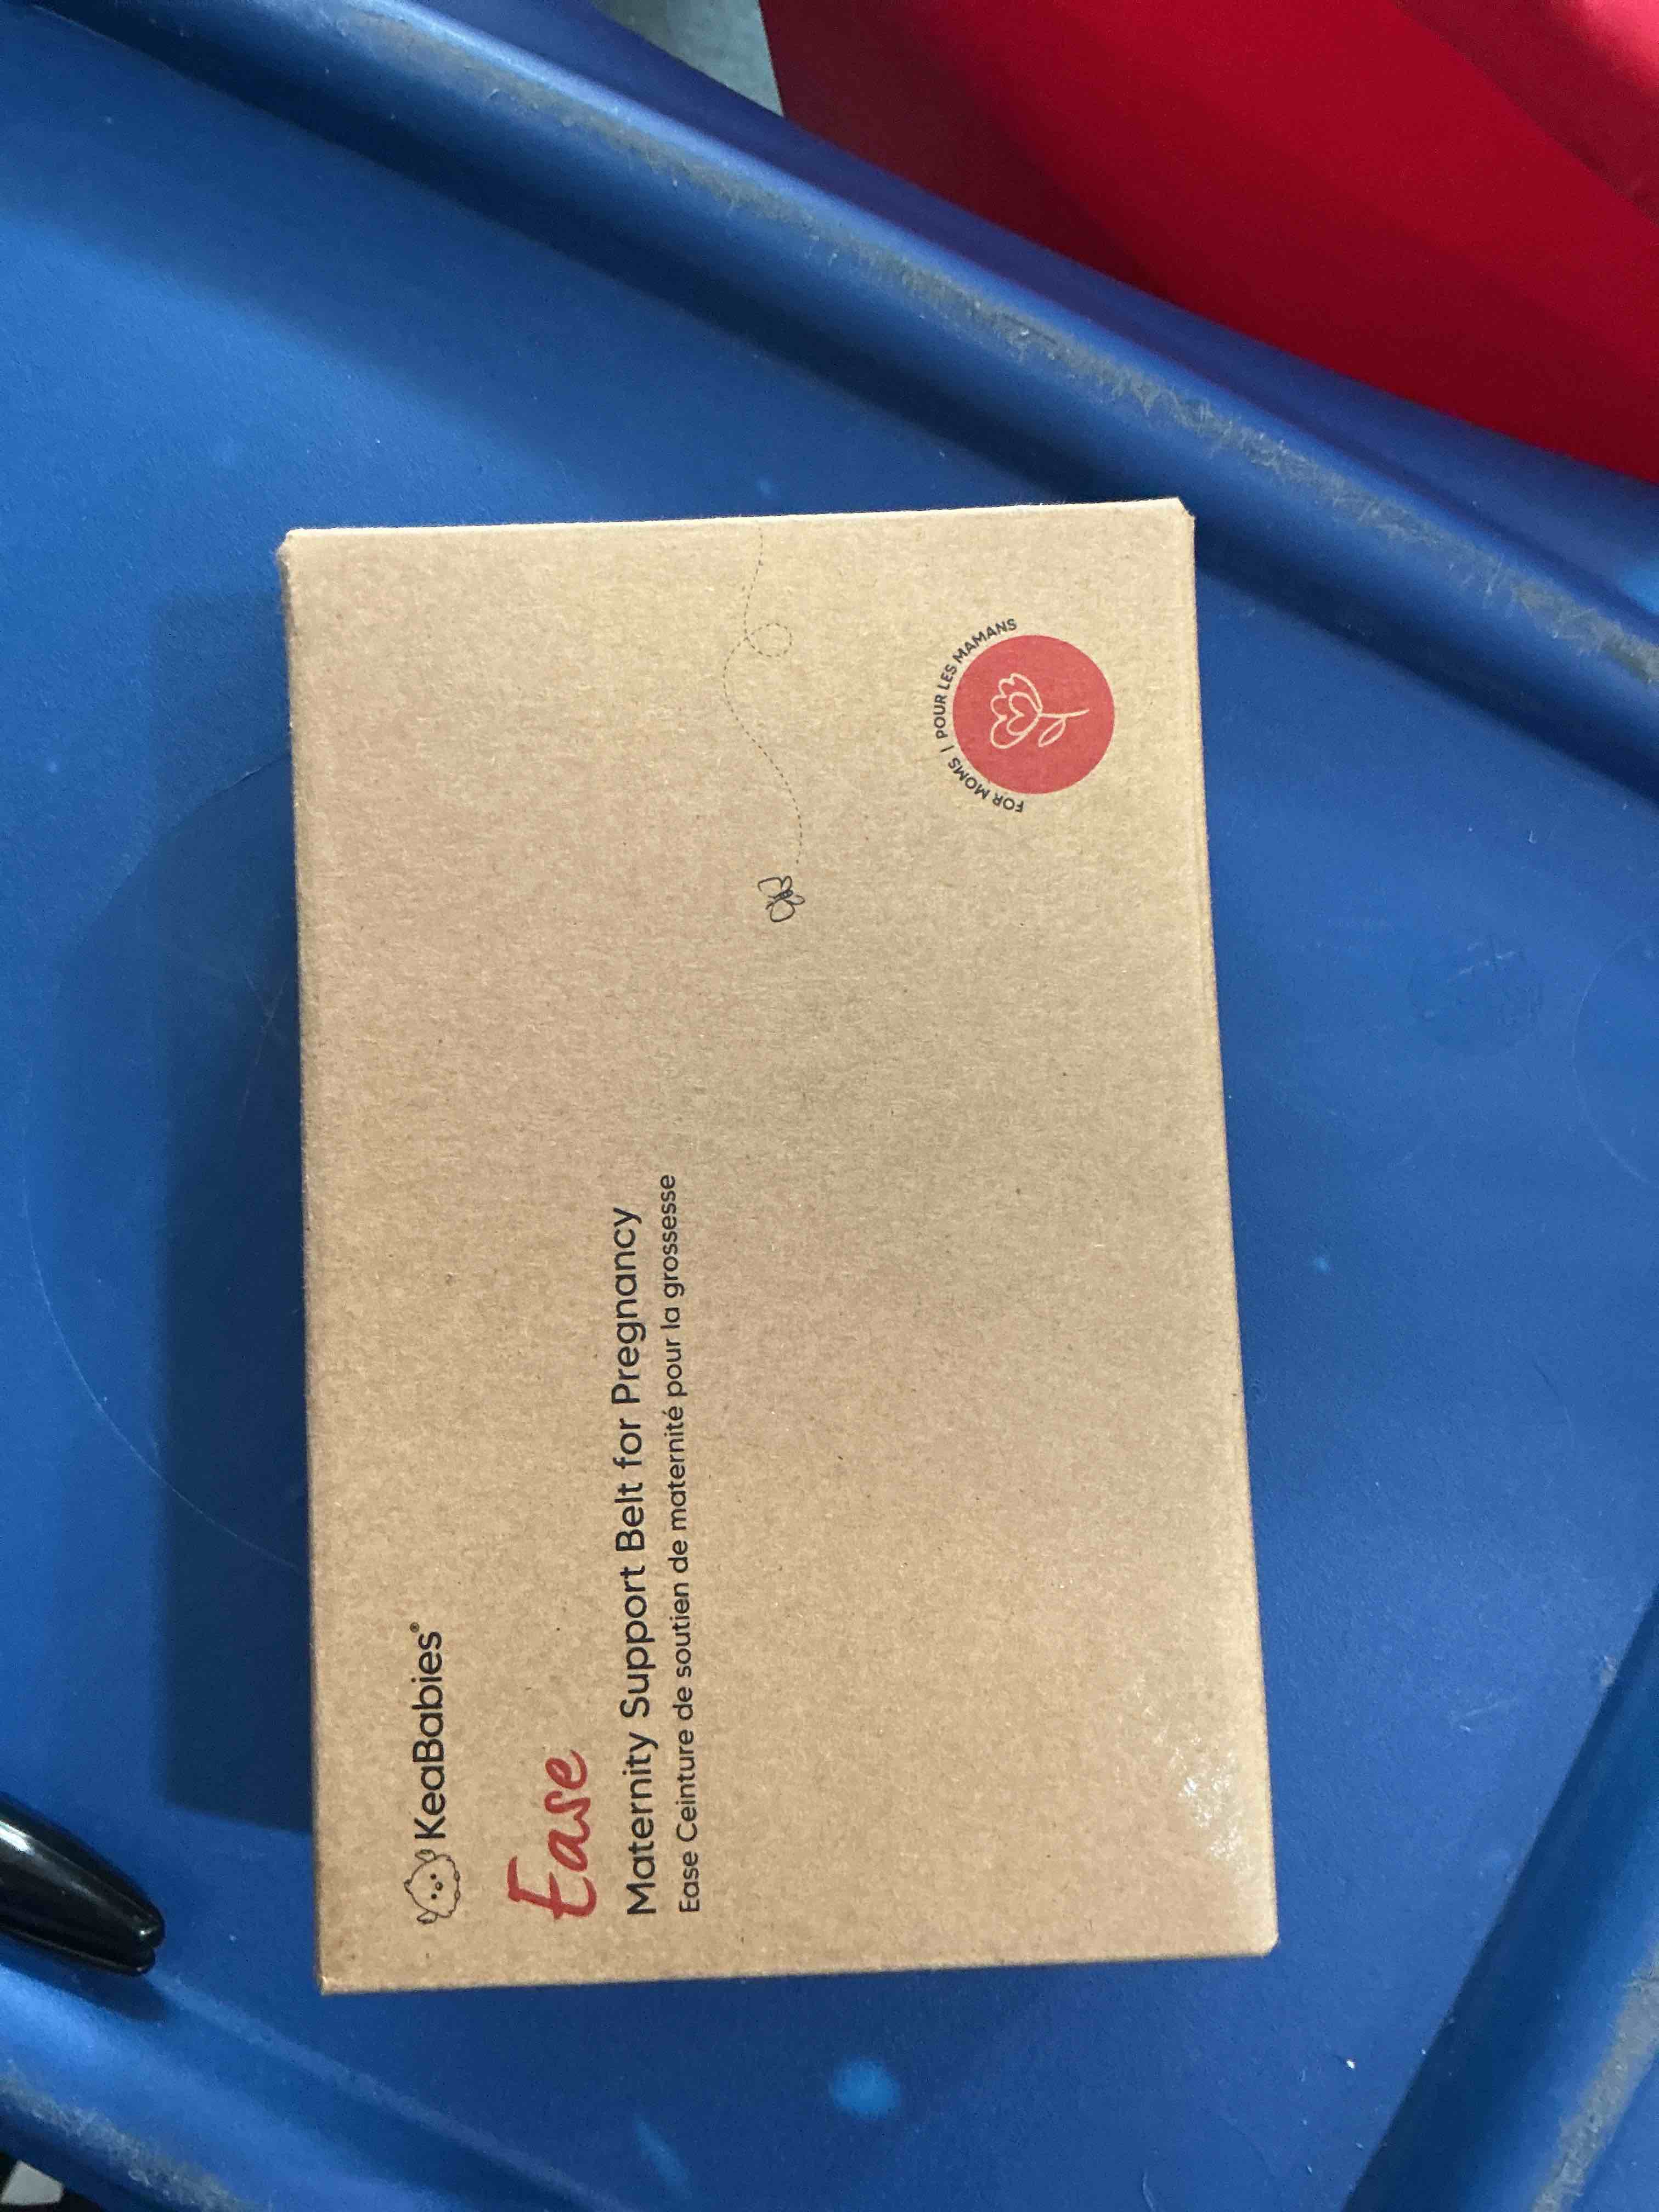 KeaBabies®
Ease
Maternity Support Belt for Pregnancy
Ease Ceinture de soutien de maternité pour la grossesse
FOR MOMS | POUR LES MAMANS